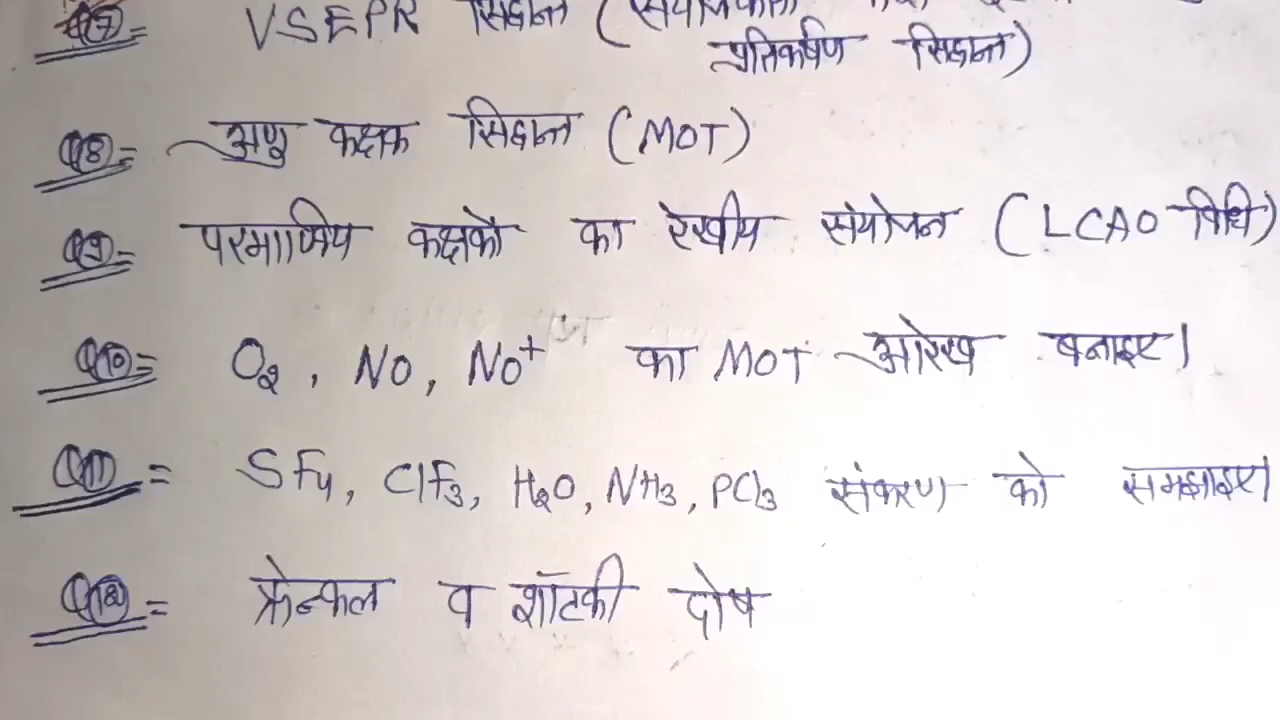 Q7= VSEPR सिद्धान्त (
प्रतिकर्षण सिद्धान्त)
Q8= अणु कक्षक सिद्धान्त (MOT)
Q9= परमाण्विय कक्षको का रेखीय संयोजन (LCAO विधि)
Q10= O2, NO, NO+ का MOT आरेख बनाइए।
Q11= SF4, ClF3, H2O, NH3, PCl3 संकरण को समझाइए।
Q12= फ्रेन्कल व शॉटकी दोष